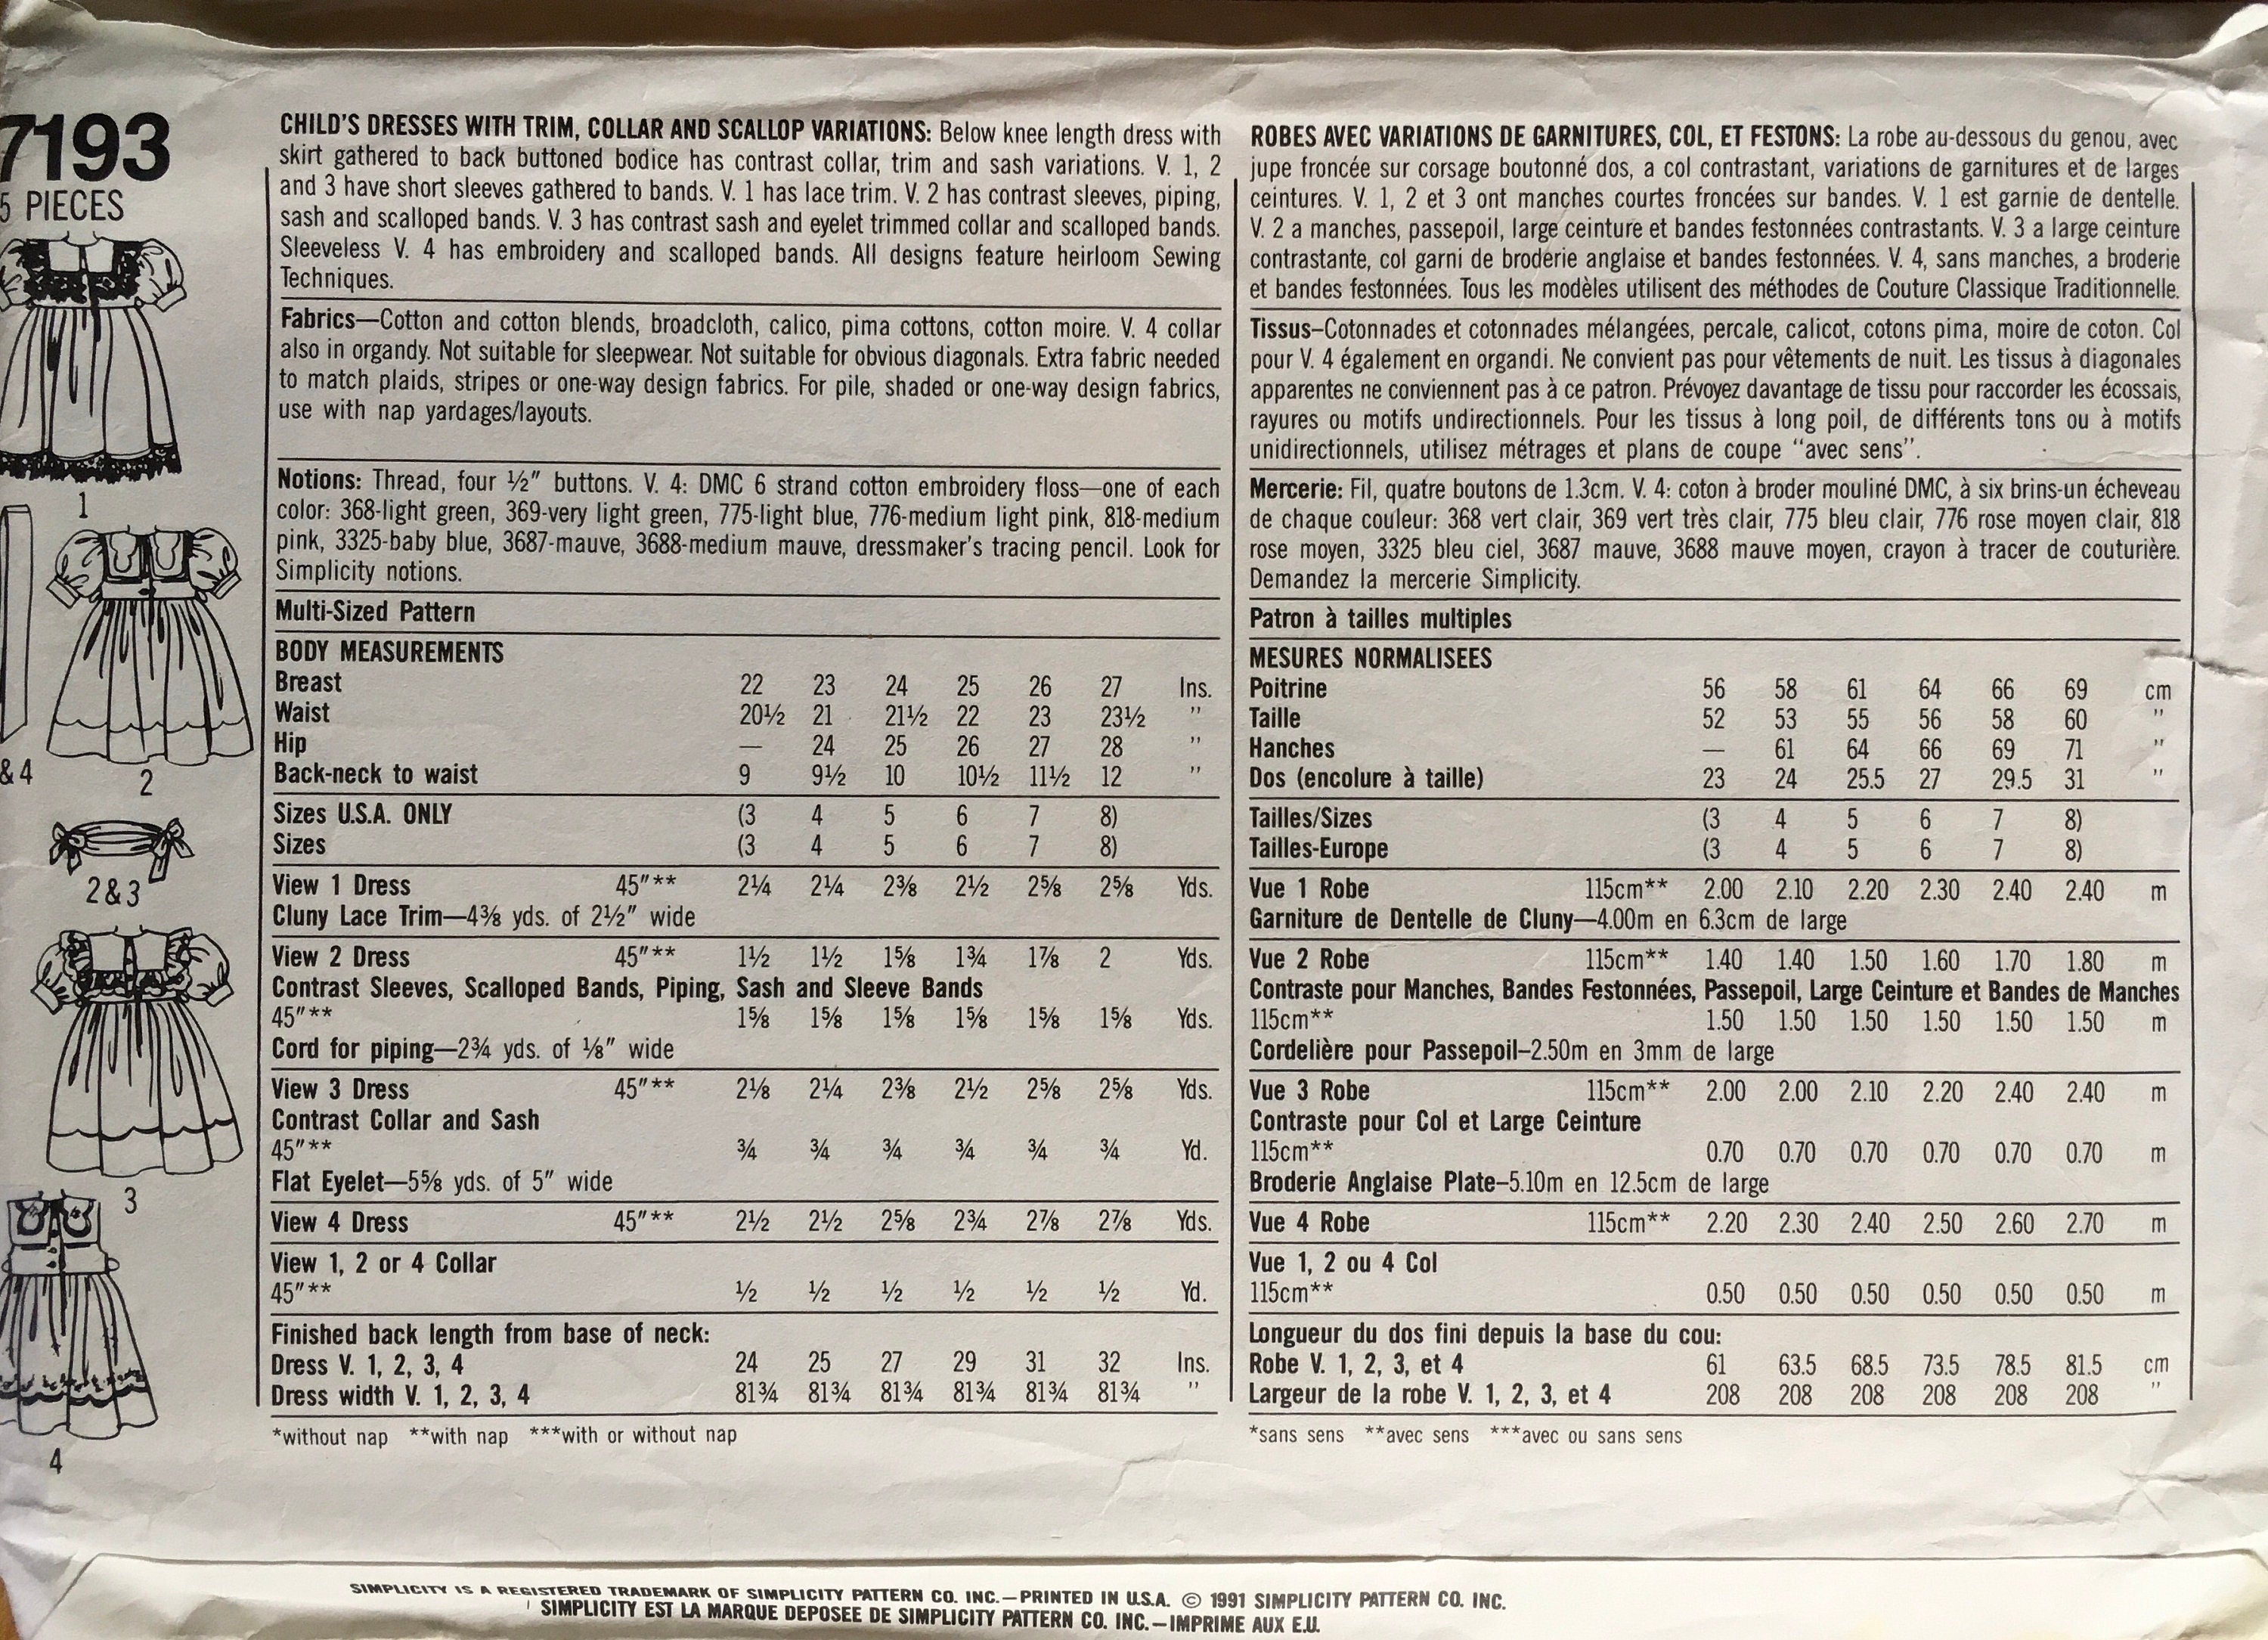 7193
5 PIECES
1
& 4
2
2 & 3
3
4
CHILD'S DRESSES WITH TRIM, COLLAR AND SCALLOP VARIATIONS: Below knee length dress with
skirt gathered to back buttoned bodice has contrast collar, trim and sash variations. V. 1, 2
and 3 have short sleeves gathered to bands. V. 1 has lace trim. V. 2 has contrast sleeves, piping,
sash and scalloped bands. V. 3 has contrast sash and eyelet trimmed collar and scalloped bands.
Sleeveless V. 4 has embroidery and scalloped bands. All designs feature heirloom Sewing
Techniques.
Fabrics—Cotton and cotton blends, broadcloth, calico, pima cottons, cotton moire. V. 4 collar
also in organdy. Not suitable for sleepwear. Not suitable for obvious diagonals. Extra fabric needed
to match plaids, stripes or one-way design fabrics. For pile, shaded or one-way design fabrics,
use with nap yardages/layouts.
Notions: Thread, four ½″ buttons. V. 4: DMC 6 strand cotton embroidery floss—one of each
color: 368-light green, 369-very light green, 775-light blue, 776-medium light pink, 818-medium
pink, 3325-baby blue, 3687-mauve, 3688-medium mauve, dressmaker's tracing pencil. Look for
Simplicity notions.
Multi-Sized Pattern
BODY MEASUREMENTS
Breast 22 23 24 25 26 27 Ins.
Waist 20½ 21 21½ 22 23 23½ ″
Hip — 24 25 26 27 28 ″
Back-neck to waist 9 9½ 10 10½ 11½ 12 ″
Sizes U.S.A. ONLY (3 4 5 6 7 8)
Sizes (3 4 5 6 7 8)
View 1 Dress 45″** 2¼ 2¼ 2⅜ 2½ 2⅝ 2⅝ Yds.
Cluny Lace Trim—4⅜ yds. of 2½″ wide
View 2 Dress 45″** 1½ 1½ 1⅝ 1¾ 1⅞ 2 Yds.
Contrast Sleeves, Scalloped Bands, Piping, Sash and Sleeve Bands
45″** 1⅝ 1⅝ 1⅝ 1⅝ 1⅝ 1⅝ Yds.
Cord for piping—2¾ yds. of ⅛″ wide
View 3 Dress 45″** 2⅛ 2¼ 2⅜ 2½ 2⅝ 2⅝ Yds.
Contrast Collar and Sash
45″** ¾ ¾ ¾ ¾ ¾ ¾ Yd.
Flat Eyelet—5⅝ yds. of 5″ wide
View 4 Dress 45″** 2½ 2½ 2⅝ 2¾ 2⅞ 2⅞ Yds.
View 1, 2 or 4 Collar
45″** ½ ½ ½ ½ ½ ½ Yd.
Finished back length from base of neck:
Dress V. 1, 2, 3, 4 24 25 27 29 31 32 Ins.
Dress width V. 1, 2, 3, 4 81¾ 81¾ 81¾ 81¾ 81¾ 81¾ ″
*without nap **with nap ***with or without nap
ROBES AVEC VARIATIONS DE GARNITURES, COL, ET FESTONS: La robe au-dessous du genou, avec
jupe froncée sur corsage boutonné dos, a col contrastant, variations de garnitures et de larges
ceintures. V. 1, 2 et 3 ont manches courtes froncées sur bandes. V. 1 est garnie de dentelle.
V. 2 a manches, passepoil, large ceinture et bandes festonnées contrastants. V. 3 a large ceinture
contrastante, col garni de broderie anglaise et bandes festonnées. V. 4, sans manches, a broderie
et bandes festonnées. Tous les modèles utilisent des méthodes de Couture Classique Traditionnelle.
Tissus–Cotonnades et cotonnades mélangées, percale, calicot, cotons pima, moire de coton. Col
pour V. 4 également en organdi. Ne convient pas pour vêtements de nuit. Les tissus à diagonales
apparentes ne conviennent pas à ce patron. Prévoyez davantage de tissu pour raccorder les écossais,
rayures ou motifs undirectionnels. Pour les tissus à long poil, de différents tons ou à motifs
unidirectionnels, utilisez métrages et plans de coupe "avec sens".
Mercerie: Fil, quatre boutons de 1.3cm. V. 4: coton à broder mouliné DMC, à six brins-un écheveau
de chaque couleur: 368 vert clair, 369 vert très clair, 775 bleu clair, 776 rose moyen clair, 818
rose moyen, 3325 bleu ciel, 3687 mauve, 3688 mauve moyen, crayon à tracer de couturière.
Demandez la mercerie Simplicity.
Patron à tailles multiples
MESURES NORMALISEES
Poitrine 56 58 61 64 66 69 cm
Taille 52 53 55 56 58 60 ″
Hanches — 61 64 66 69 71 ″
Dos (encolure à taille) 23 24 25.5 27 29.5 31 ″
Tailles/Sizes (3 4 5 6 7 8)
Tailles-Europe (3 4 5 6 7 8)
Vue 1 Robe 115cm** 2.00 2.10 2.20 2.30 2.40 2.40 m
Garniture de Dentelle de Cluny—4.00m en 6.3cm de large
Vue 2 Robe 115cm** 1.40 1.40 1.50 1.60 1.70 1.80 m
Contraste pour Manches, Bandes Festonnées, Passepoil, Large Ceinture et Bandes de Manches
115cm** 1.50 1.50 1.50 1.50 1.50 1.50 m
Cordelière pour Passepoil–2.50m en 3mm de large
Vue 3 Robe 115cm** 2.00 2.00 2.10 2.20 2.40 2.40 m
Contraste pour Col et Large Ceinture
115cm** 0.70 0.70 0.70 0.70 0.70 0.70 m
Broderie Anglaise Plate–5.10m en 12.5cm de large
Vue 4 Robe 115cm** 2.20 2.30 2.40 2.50 2.60 2.70 m
Vue 1, 2 ou 4 Col
115cm** 0.50 0.50 0.50 0.50 0.50 0.50 m
Longueur du dos fini depuis la base du cou:
Robe V. 1, 2, 3, et 4 61 63.5 68.5 73.5 78.5 81.5 cm
Largeur de la robe V. 1, 2, 3, et 4 208 208 208 208 208 208 ″
*sans sens **avec sens ***avec ou sans sens
SIMPLICITY IS A REGISTERED TRADEMARK OF SIMPLICITY PATTERN CO. INC.—PRINTED IN U.S.A. © 1991 SIMPLICITY PATTERN CO. INC.
SIMPLICITY EST LA MARQUE DEPOSEE DE SIMPLICITY PATTERN CO. INC.—IMPRIME AUX E.U.